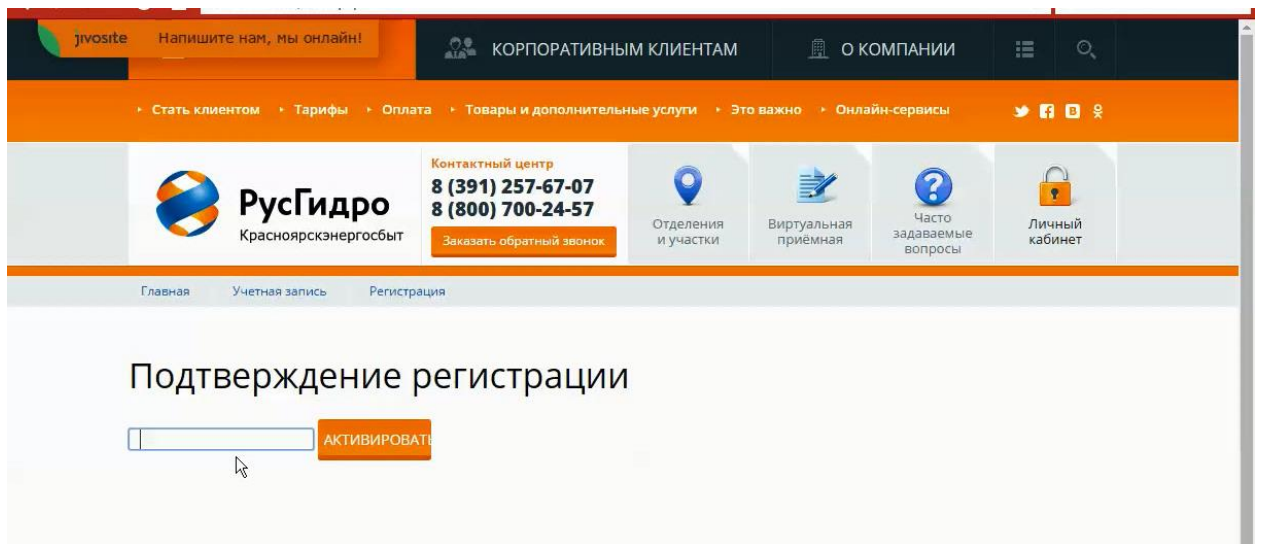 jivosite Напишите нам, мы онлайн!
КОРПОРАТИВНЫМ КЛИЕНТАМ
О КОМПАНИИ
Стать клиентом
Тарифы
Оплата
Товары и дополнительные услуги
Это важно
Онлайн-сервисы
РусГидро
Красноярскэнергосбыт
Контактный центр
8 (391) 257-67-07
8 (800) 700-24-57
Заказать обратный звонок
Отделения
и участки
Виртуальная
приёмная
Часто
задаваемые
вопросы
Личный
кабинет
Главная
Учетная запись
Регистрация
Подтверждение регистрации
АКТИВИРОВАТЬ